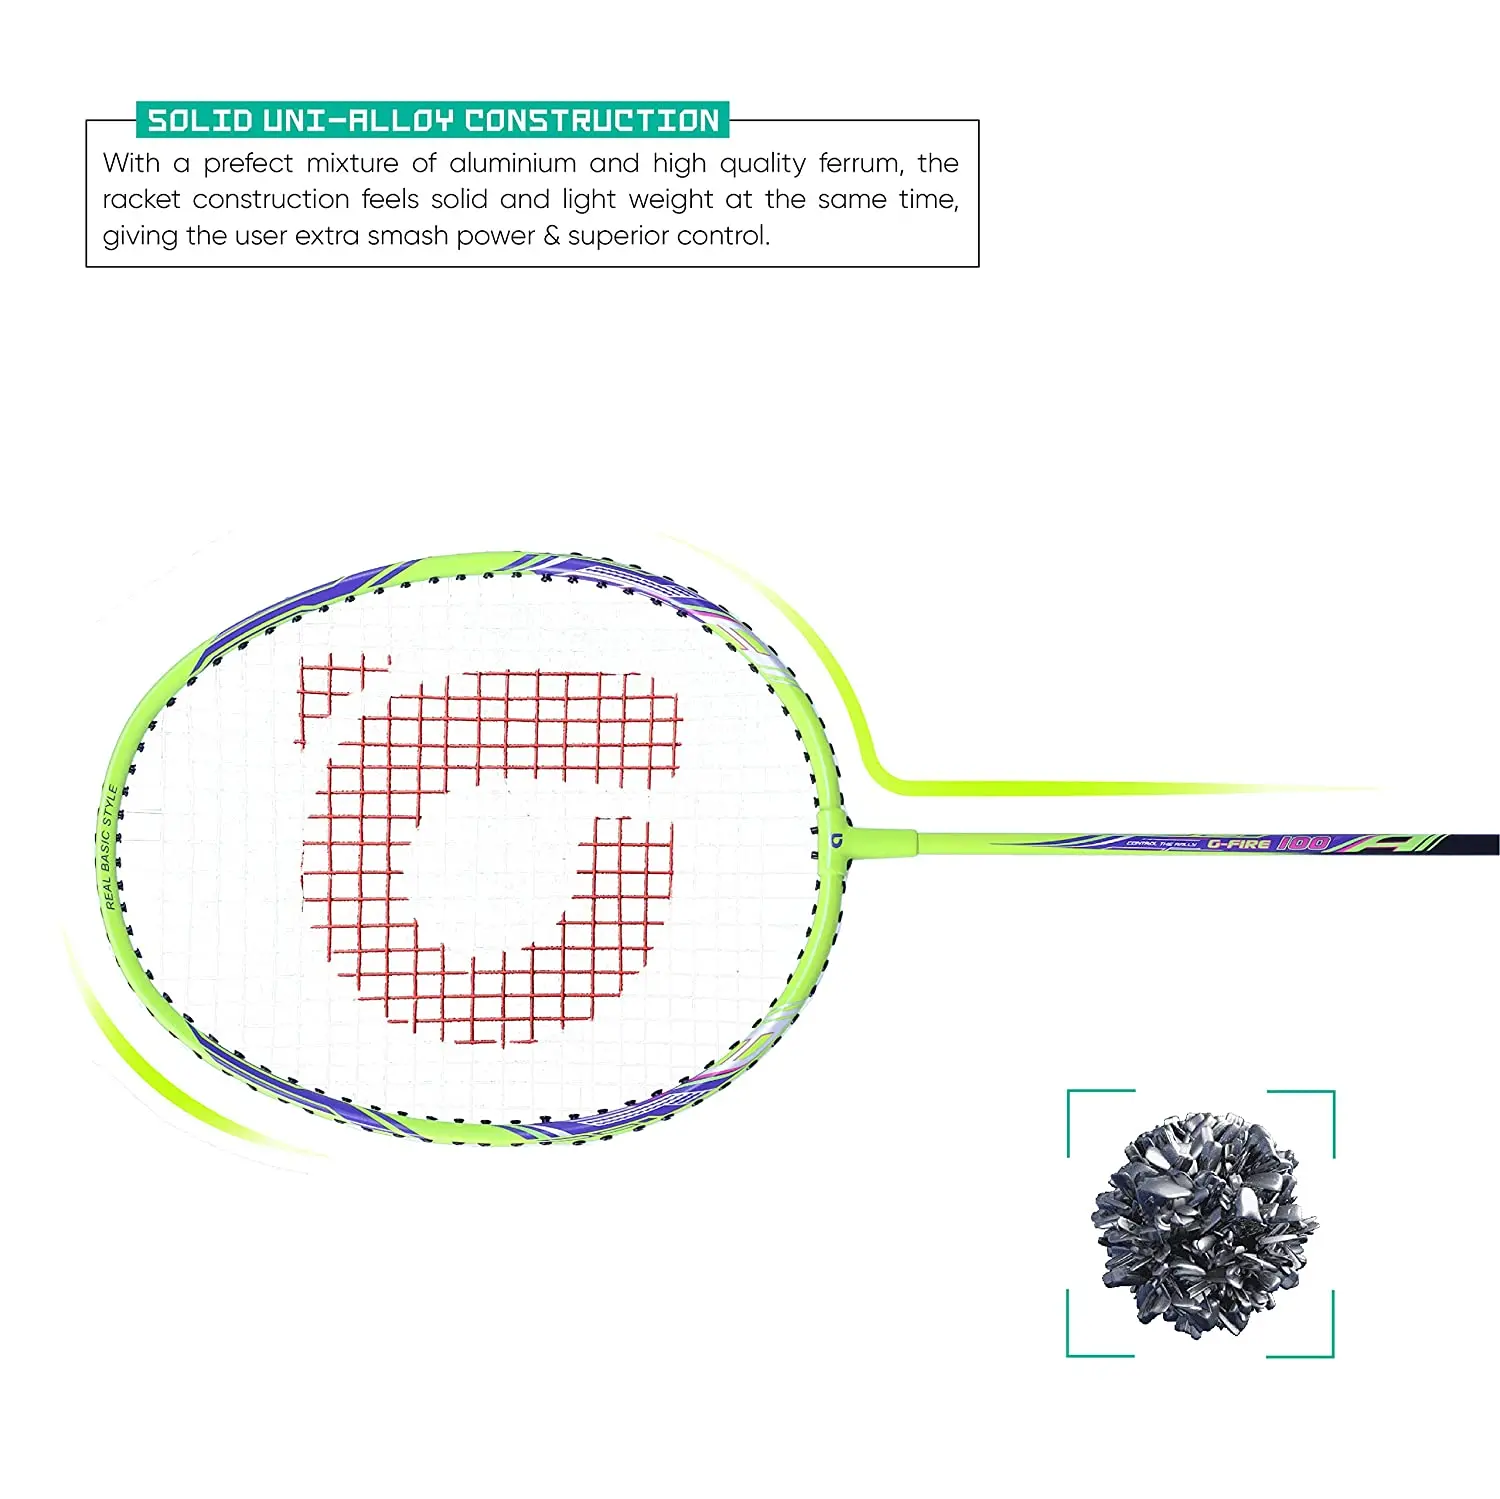 SOLID UNI-ALLOY CONSTRUCTION
With a prefect mixture of aluminium and high quality ferrum, the
racket construction feels solid and light weight at the same time,
giving the user extra smash power & superior control.
REAL BASIC STYLE
CONTROL THE RALLY G-FIRE 100